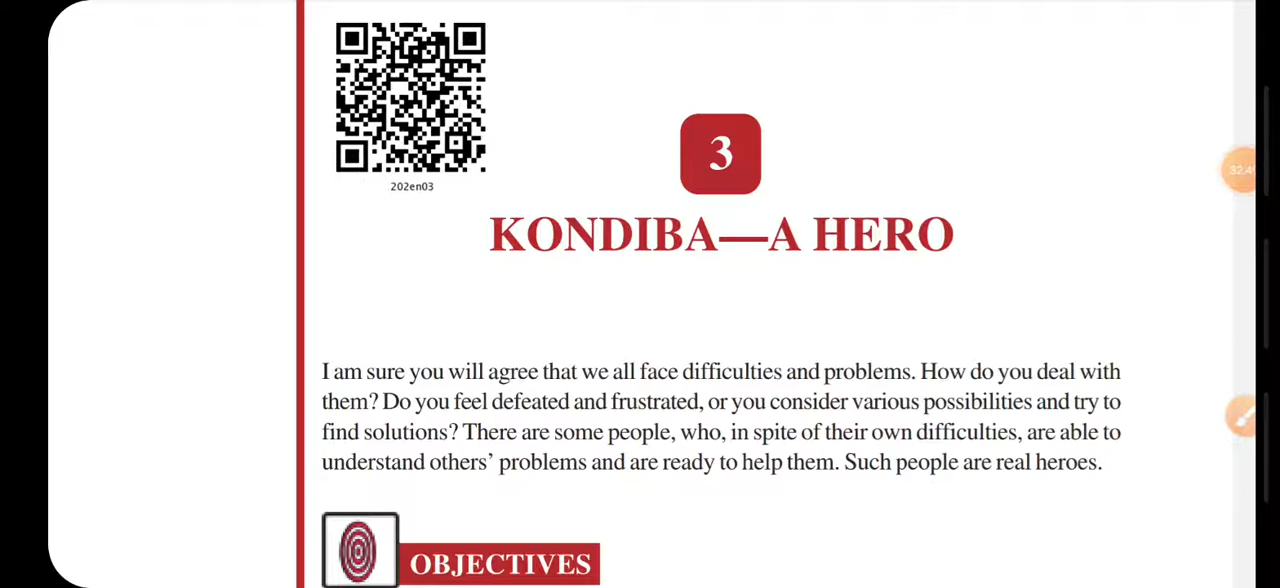 202en03
3
KONDIBA—A HERO
I am sure you will agree that we all face difficulties and problems. How do you deal with
them? Do you feel defeated and frustrated, or you consider various possibilities and try to
find solutions? There are some people, who, in spite of their own difficulties, are able to
understand others’ problems and are ready to help them. Such people are real heroes.
OBJECTIVES